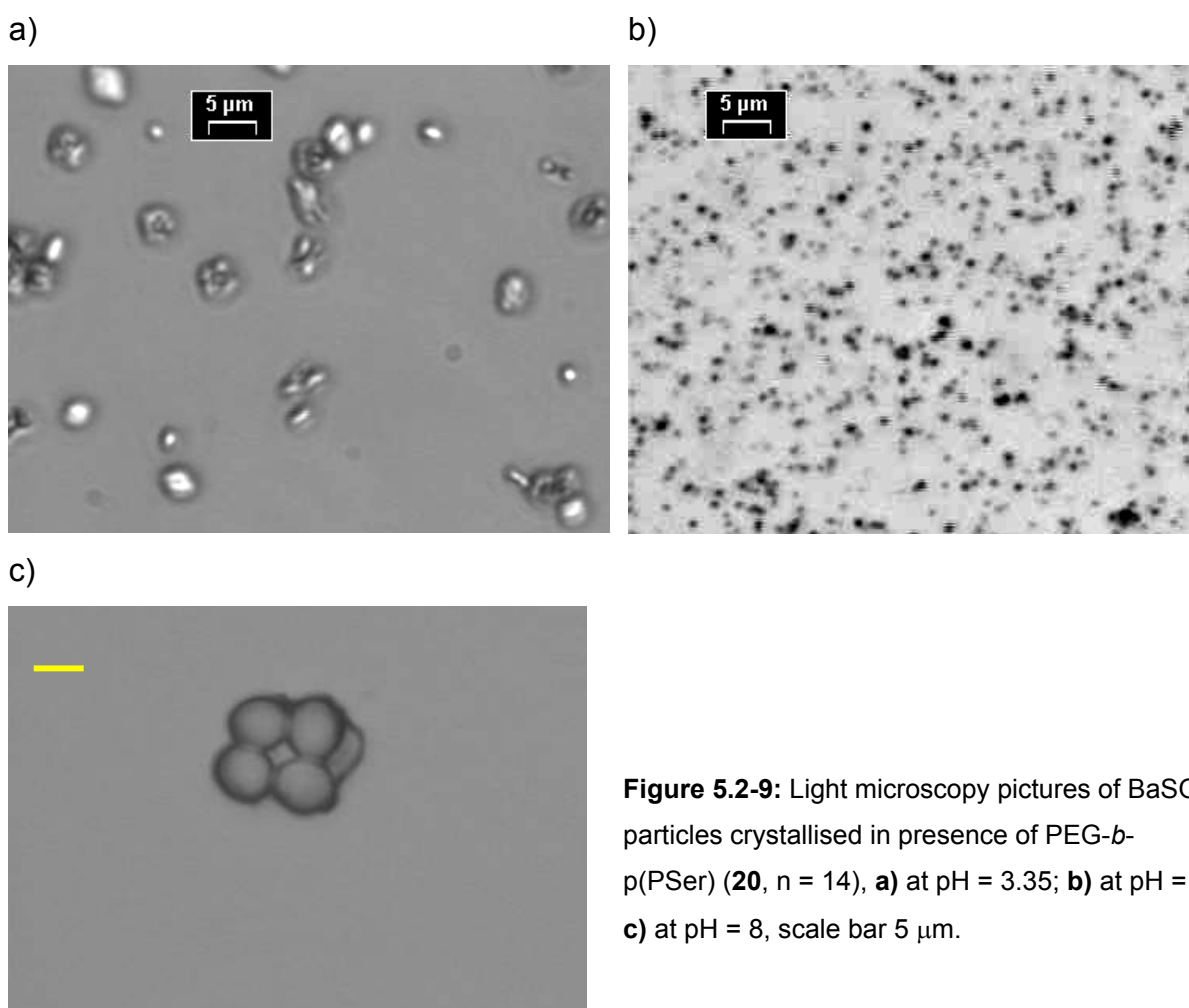 a)
b)
5 µm
5 µm
c)
Figure 5.2-9: Light microscopy pictures of BaSO
particles crystallised in presence of PEG-b-
p(PSer) (20, n = 14), a) at pH = 3.35; b) at pH =
c) at pH = 8, scale bar 5 µm.